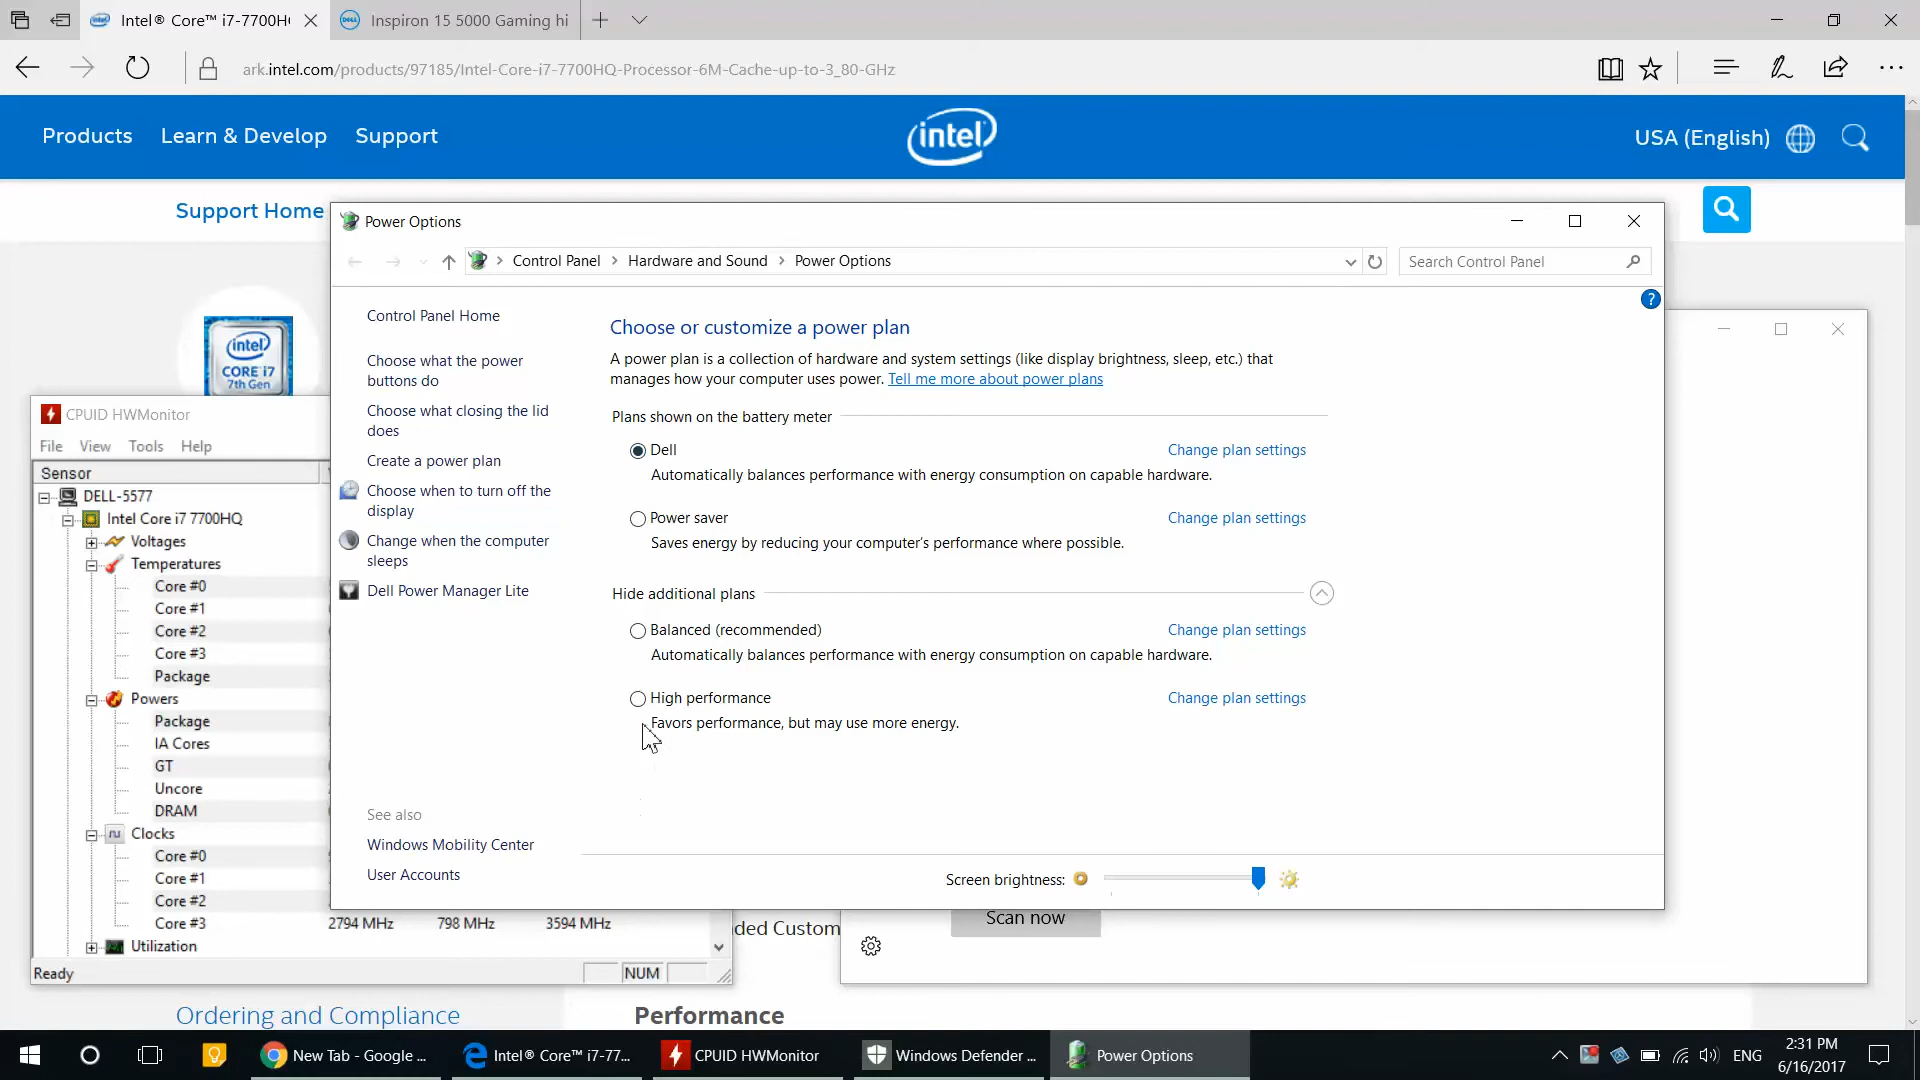 Intel® Core™ i7-7700H
Inspiron 15 5000 Gaming hi
ark.intel.com/products/97185/Intel-Core-i7-7700HQ-Processor-6M-Cache-up-to-3_80-GHz
Products
Learn & Develop
Support
intel
USA (English)
Support Home
Power Options
Control Panel
Hardware and Sound
Power Options
Search Control Panel
?
Control Panel Home
Choose what the power
buttons do
Choose what closing the lid
does
Create a power plan
Choose when to turn off the
display
Change when the computer
sleeps
Dell Power Manager Lite
See also
Windows Mobility Center
User Accounts
Choose or customize a power plan
A power plan is a collection of hardware and system settings (like display brightness, sleep, etc.) that
manages how your computer uses power. Tell me more about power plans
Plans shown on the battery meter
Dell
Change plan settings
Automatically balances performance with energy consumption on capable hardware.
Power saver
Change plan settings
Saves energy by reducing your computer's performance where possible.
Hide additional plans
Balanced (recommended)
Change plan settings
Automatically balances performance with energy consumption on capable hardware.
High performance
Change plan settings
Favors performance, but may use more energy.
Screen brightness:
intel
CORE i7
7th Gen
CPUID HWMonitor
File View Tools Help
Sensor
DELL-5577
Intel Core i7 7700HQ
Voltages
Temperatures
Core #0
Core #1
Core #2
Core #3
Package
Powers
Package
IA Cores
GT
Uncore
DRAM
Clocks
Core #0
Core #1
Core #2
Core #3 2794 MHz 798 MHz 3594 MHz
Utilization
Ready
NUM
ded Custom
Scan now
Ordering and Compliance
Performance
New Tab - Google ...
Intel® Core™ i7-77...
CPUID HWMonitor
Windows Defender ...
Power Options
ENG
2:31 PM
6/16/2017